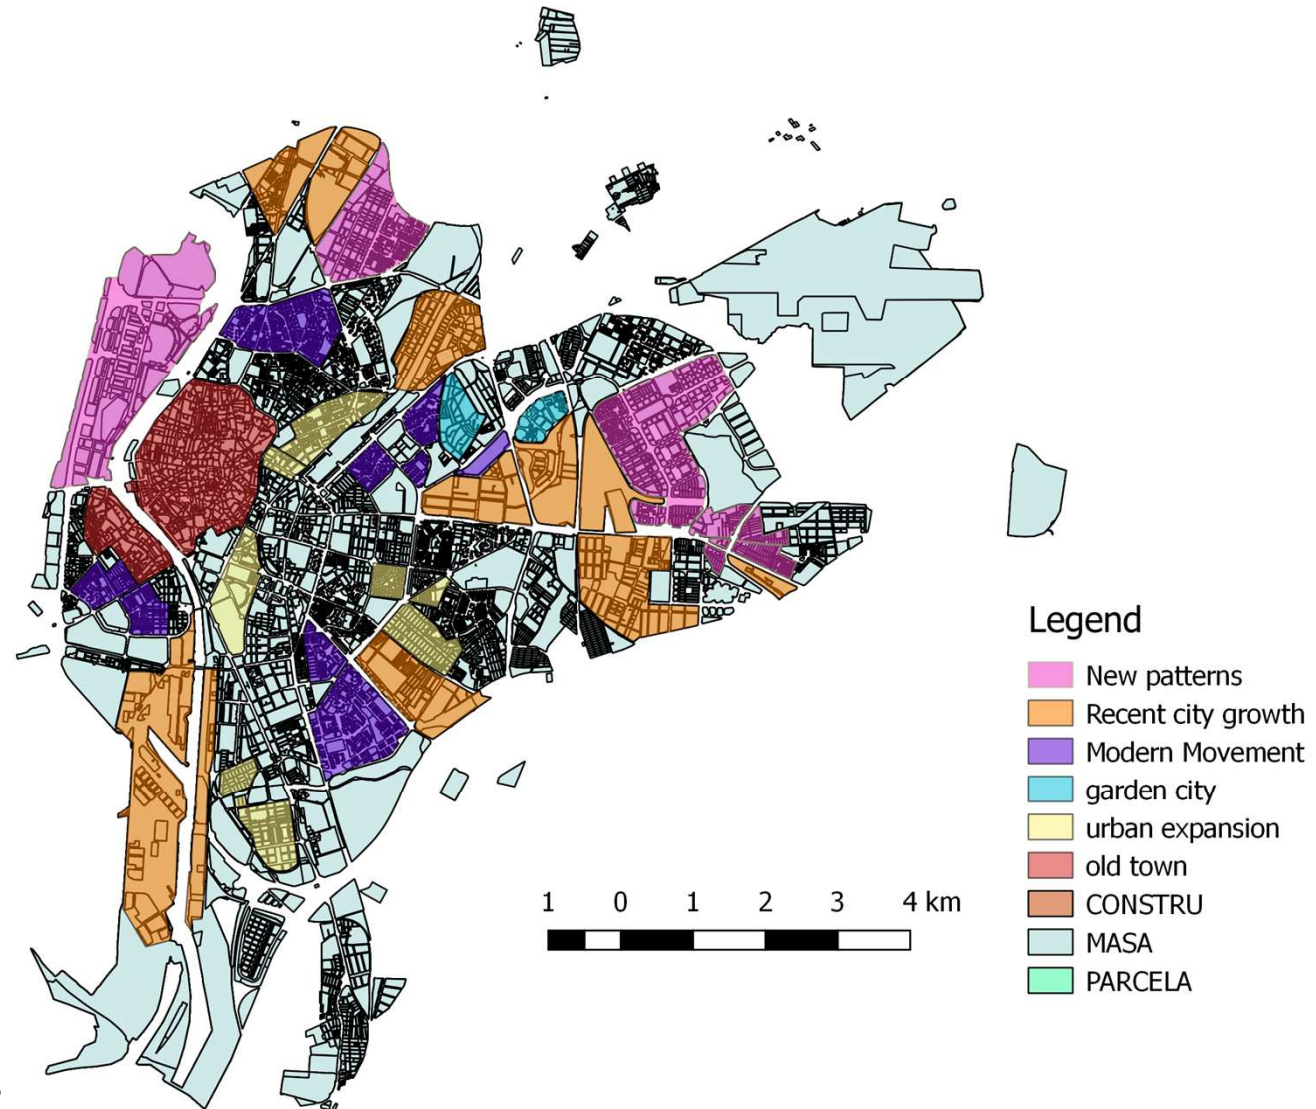 Legend
New patterns
Recent city growth
Modern Movement
garden city
urban expansion
old town
CONSTRU
MASA
PARCELA
1 0 1 2 3 4 km